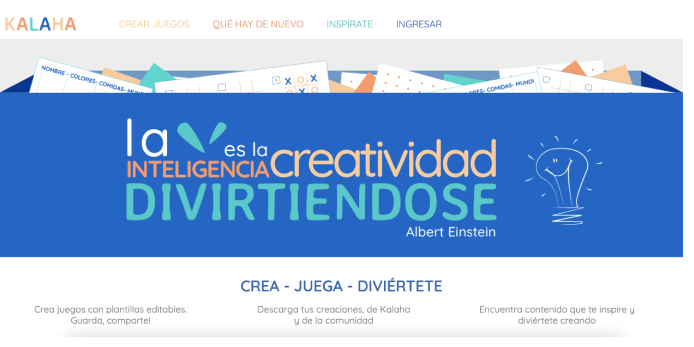 KALAHA
CREAR JUEGOS QUÉ HAY DE NUEVO INSPÍRATE INGRESAR
NOMBRE - COLORES- COMIDAS- MUNDI
X O X
O X
COMIDAS- MUNDI
la es la creatividad
INTELIGENCIA
DIVIRTIENDOSE
Albert Einstein
CREA - JUEGA - DIVIÉRTETE
Crea juegos con plantillas editables.
Guarda, comparte!
Descarga tus creaciones, de Kalaha
y de la comunidad
Encuentra contenido que te inspire y
diviértete creando